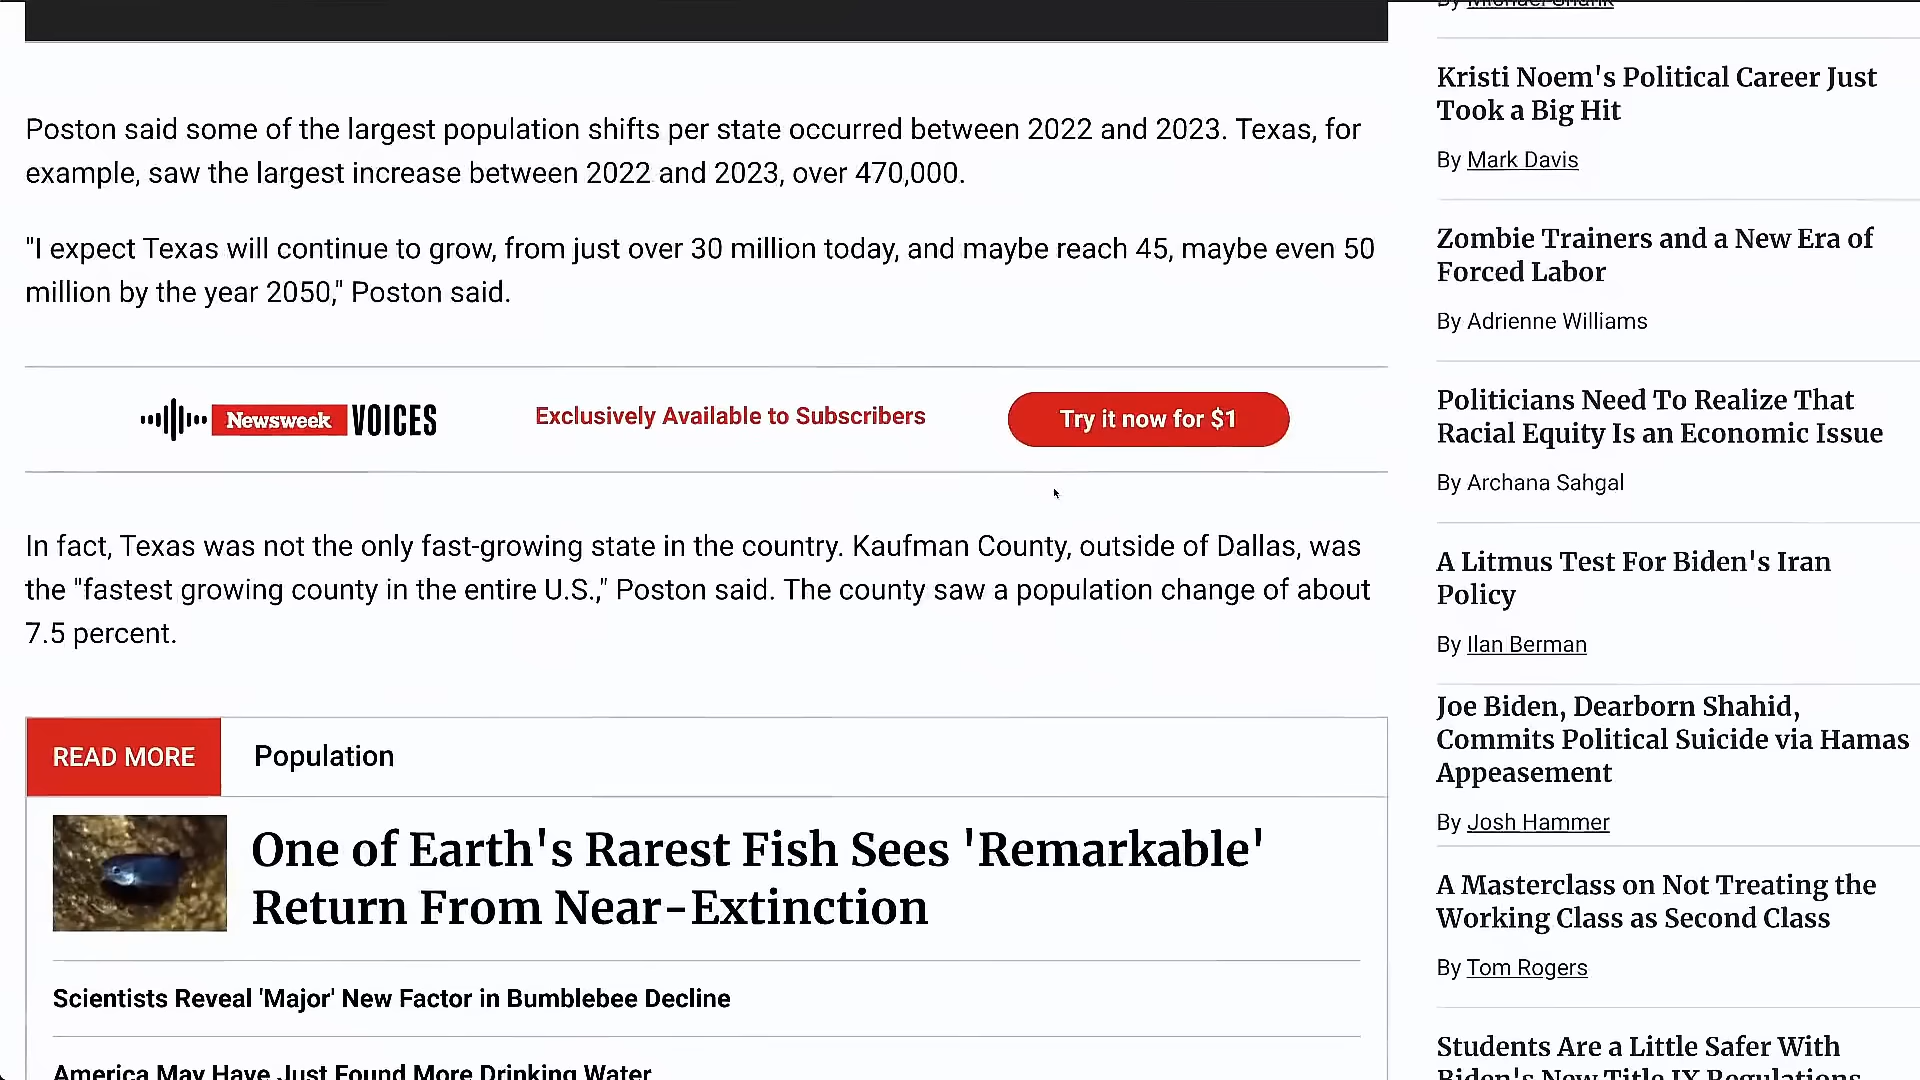 Poston said some of the largest population shifts per state occurred between 2022 and 2023. Texas, for
example, saw the largest increase between 2022 and 2023, over 470,000.
"I expect Texas will continue to grow, from just over 30 million today, and maybe reach 45, maybe even 50
million by the year 2050," Poston said.
Newsweek VOICES
Exclusively Available to Subscribers
Try it now for $1
In fact, Texas was not the only fast-growing state in the country. Kaufman County, outside of Dallas, was
the "fastest growing county in the entire U.S.," Poston said. The county saw a population change of about
7.5 percent.
READ MORE
Population
One of Earth's Rarest Fish Sees 'Remarkable'
Return From Near-Extinction
Scientists Reveal 'Major' New Factor in Bumblebee Decline
America May Have Just Found More Drinking Water
By Michael Shank
Kristi Noem's Political Career Just
Took a Big Hit
By Mark Davis
Zombie Trainers and a New Era of
Forced Labor
By Adrienne Williams
Politicians Need To Realize That
Racial Equity Is an Economic Issue
By Archana Sahgal
A Litmus Test For Biden's Iran
Policy
By Ilan Berman
Joe Biden, Dearborn Shahid,
Commits Political Suicide via Hamas
Appeasement
By Josh Hammer
A Masterclass on Not Treating the
Working Class as Second Class
By Tom Rogers
Students Are a Little Safer With
Biden's New Title IX Regulations